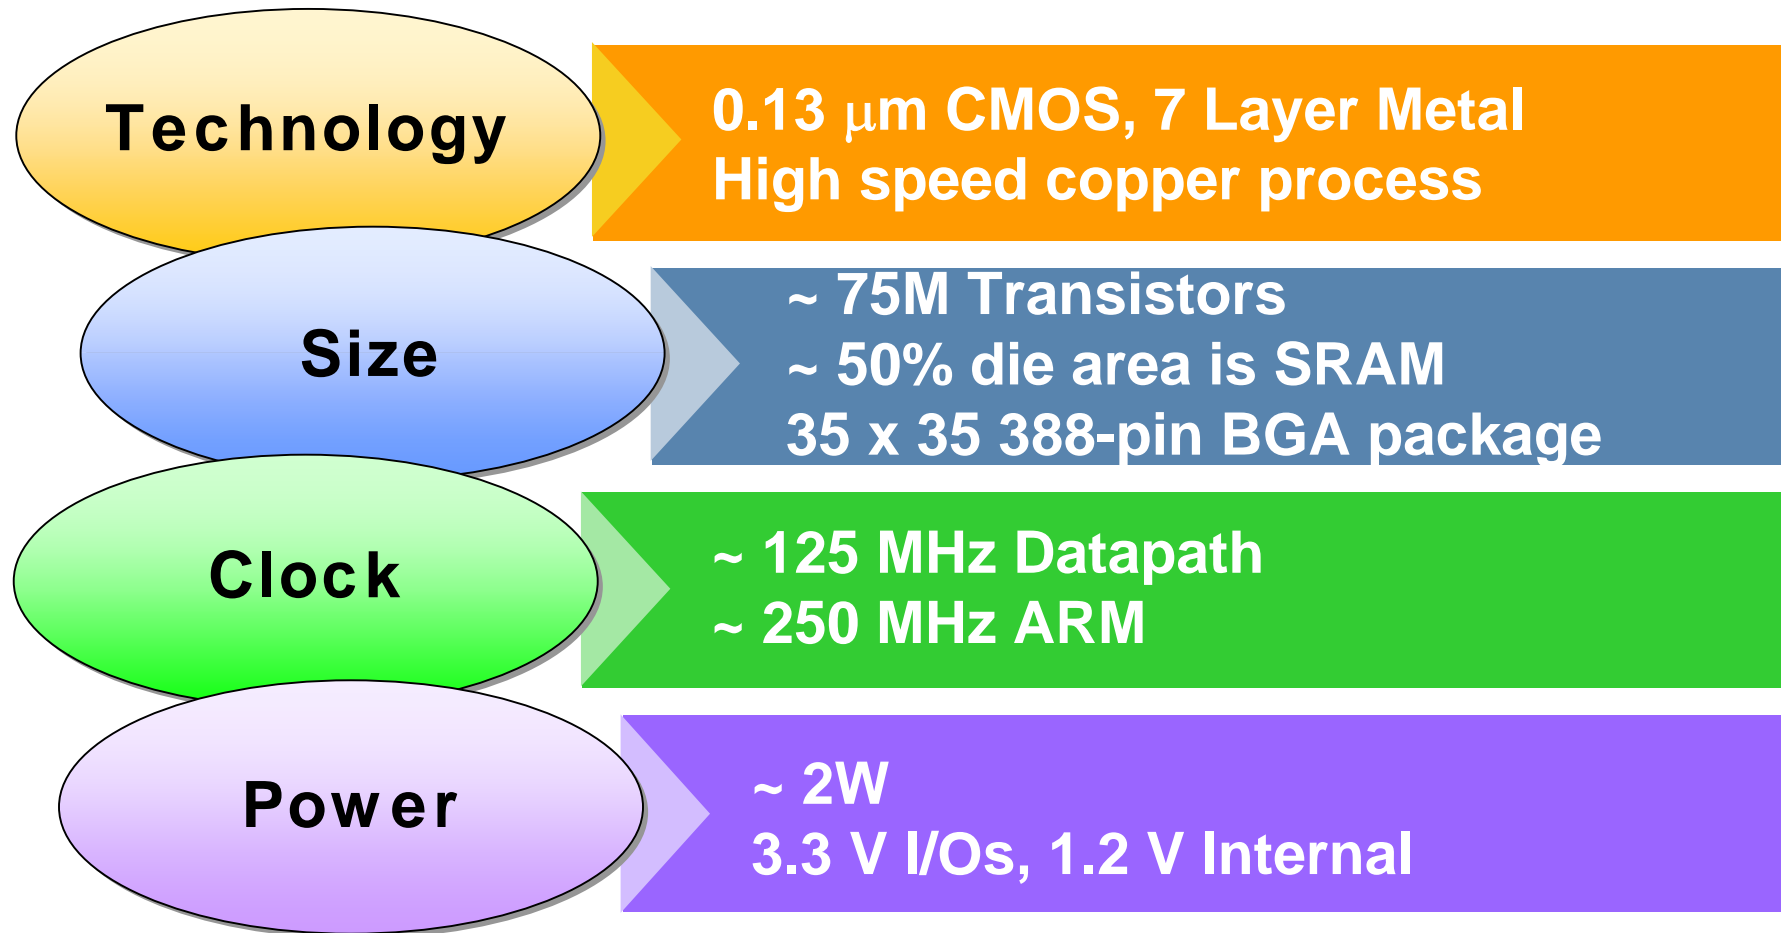 Technology
0.13 μm CMOS, 7 Layer Metal
High speed copper process
Size
~ 75M Transistors
~ 50% die area is SRAM
35 x 35 388-pin BGA package
Clock
~ 125 MHz Datapath
~ 250 MHz ARM
Power
~ 2W
3.3 V I/Os, 1.2 V Internal